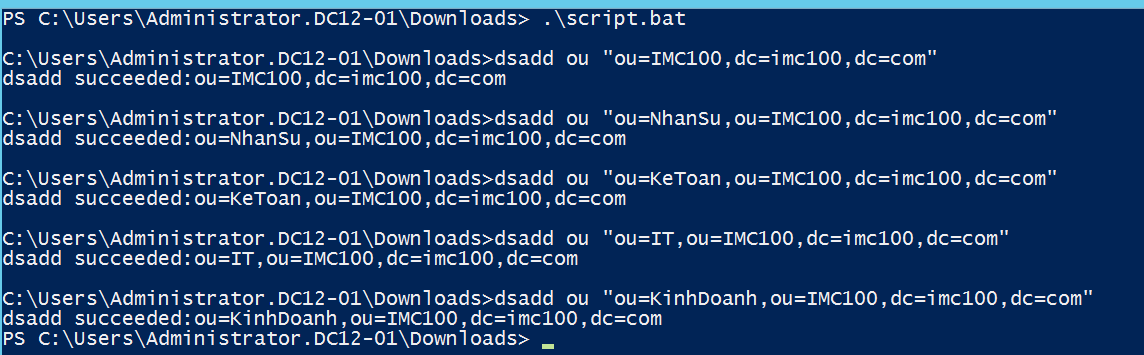 PS C:\Users\Administrator.DC12-01\Downloads> .\script.bat
C:\Users\Administrator.DC12-01\Downloads>dsadd ou "ou=IMC100,dc=imc100,dc=com"
dsadd succeeded:ou=IMC100,dc=imc100,dc=com
C:\Users\Administrator.DC12-01\Downloads>dsadd ou "ou=NhanSu,ou=IMC100,dc=imc100,dc=com"
dsadd succeeded:ou=NhanSu,ou=IMC100,dc=imc100,dc=com
C:\Users\Administrator.DC12-01\Downloads>dsadd ou "ou=KeToan,ou=IMC100,dc=imc100,dc=com"
dsadd succeeded:ou=KeToan,ou=IMC100,dc=imc100,dc=com
C:\Users\Administrator.DC12-01\Downloads>dsadd ou "ou=IT,ou=IMC100,dc=imc100,dc=com"
dsadd succeeded:ou=IT,ou=IMC100,dc=imc100,dc=com
C:\Users\Administrator.DC12-01\Downloads>dsadd ou "ou=KinhDoanh,ou=IMC100,dc=imc100,dc=com"
dsadd succeeded:ou=KinhDoanh,ou=IMC100,dc=imc100,dc=com
PS C:\Users\Administrator.DC12-01\Downloads>